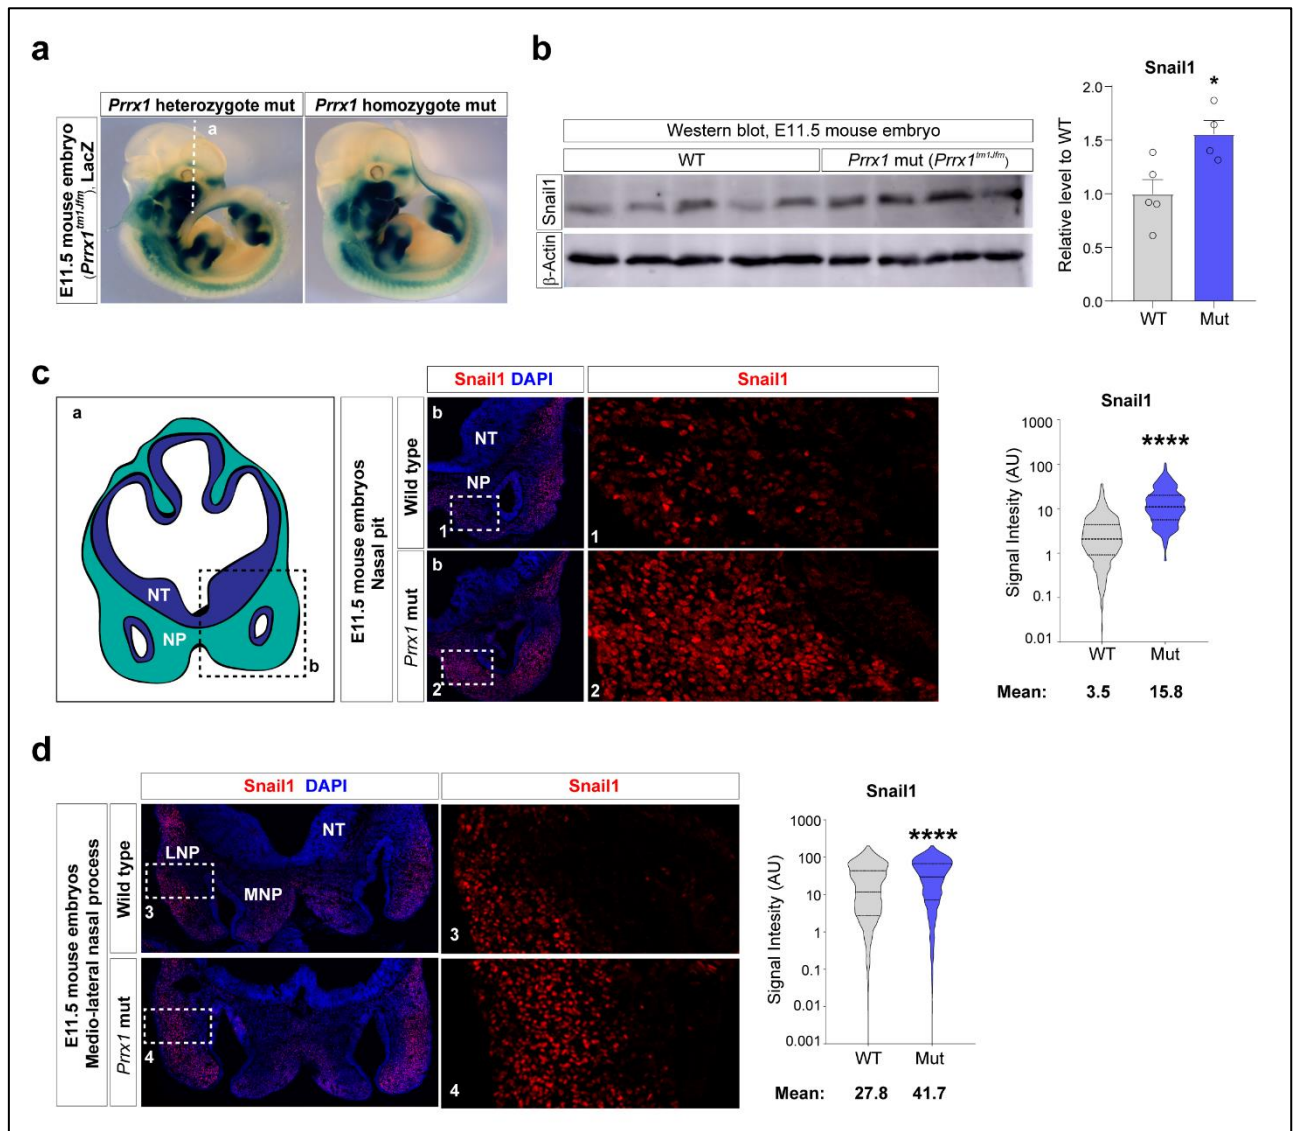 a
Prrx1 heterozygote mut
Prrx1 homozygote mut
E11.5 mouse embryo
(Prrx1tm1Jfm), LacZ
a
b
Western blot, E11.5 mouse embryo
WT
Prrx1 mut (Prrx1tm1Jfm)
Snail1
β-Actin
Snail1
*
Relative level to WT
2.0
1.5
1.0
0.5
0.0
WT
Mut
c
a
NT
NP
b
E11.5 mouse embryos
Nasal pit
Wild type
Prrx1 mut
Snail1 DAPI
Snail1
b
NT
NP
1
1
b
2
2
Snail1
****
Signal Intesity (AU)
1000
100
10
1
0.1
0.01
WT
Mut
Mean: 3.5 15.8
d
E11.5 mouse embryos
Medio-lateral nasal process
Wild type
Prrx1 mut
Snail1 DAPI
Snail1
NT
LNP
MNP
3
3
4
4
Snail1
****
Signal Intesity (AU)
1000
100
10
1
0.1
0.01
0.001
WT
Mut
Mean: 27.8 41.7